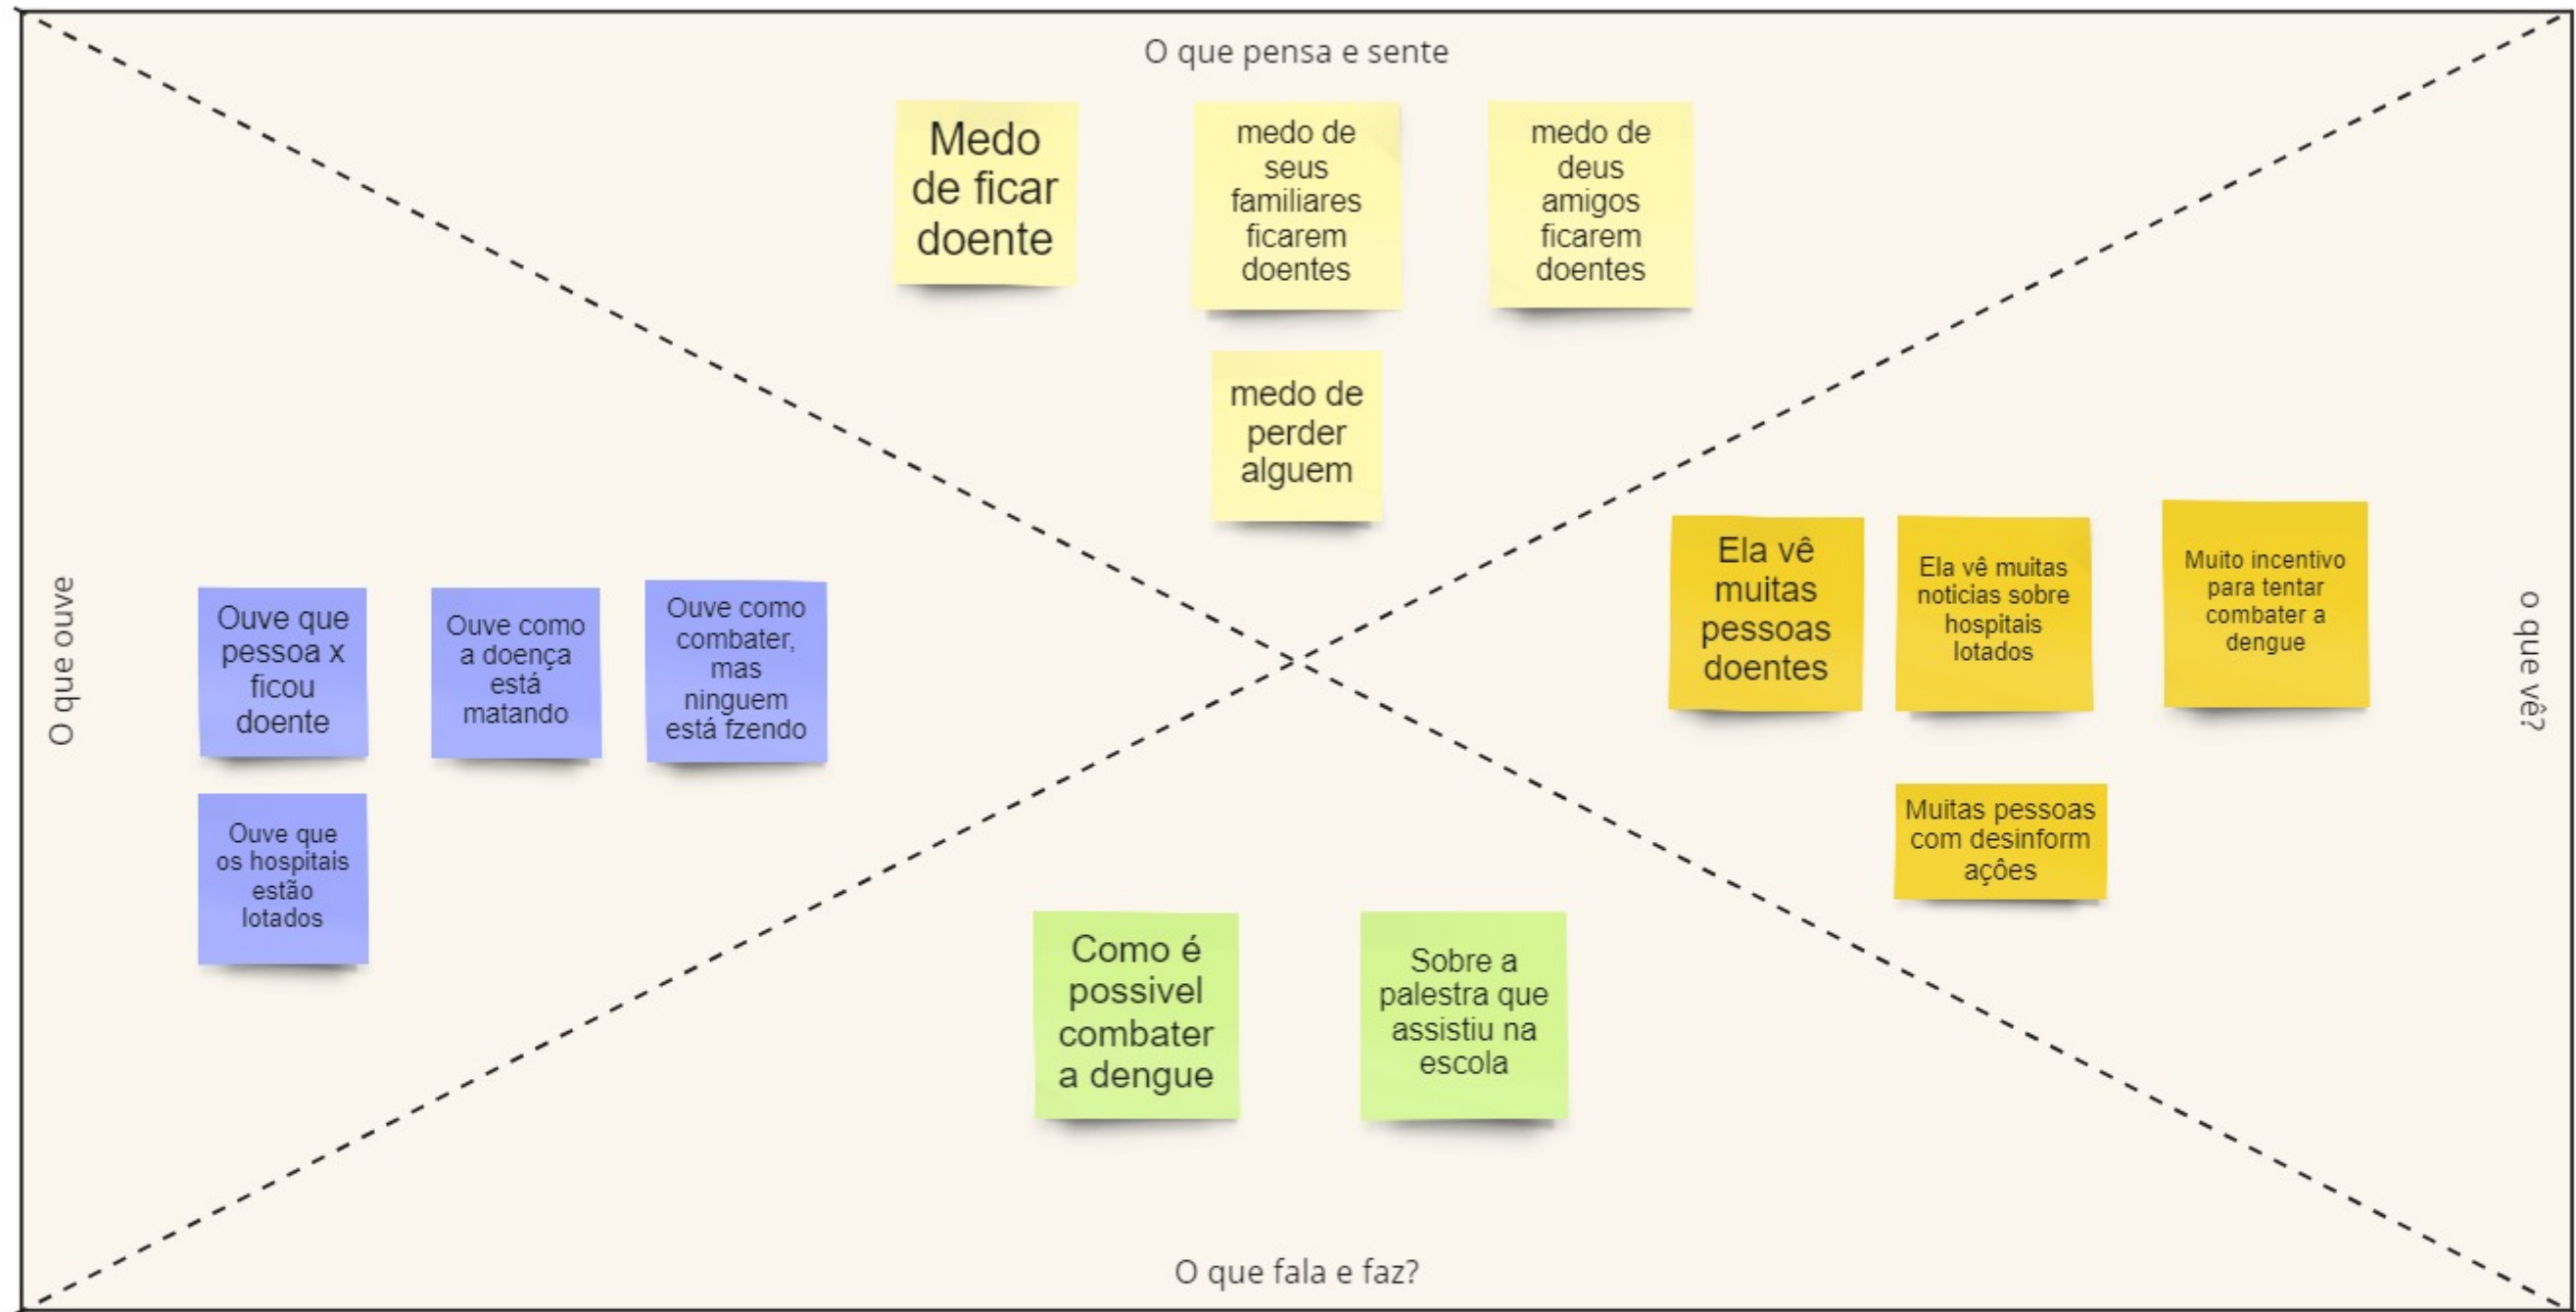 O que pensa e sente
Medo
de ficar
doente
medo de
seus
familiares
ficarem
doentes
medo de
deus
amigos
ficarem
doentes
medo de
perder
alguem
O que ouve
Ouve que
pessoa x
ficou
doente
Ouve como
a doença
está
matando
Ouve como
combater,
mas
ninguem
está fzendo
Ouve que
os hospitais
estão
lotados
Ela vê
muitas
pessoas
doentes
Ela vê muitas
noticias sobre
hospitais
lotados
Muito incentivo
para tentar
combater a
dengue
Muitas pessoas
com desinform
ações
o que vê?
Como é
possivel
combater
a dengue
Sobre a
palestra que
assistiu na
escola
O que fala e faz?